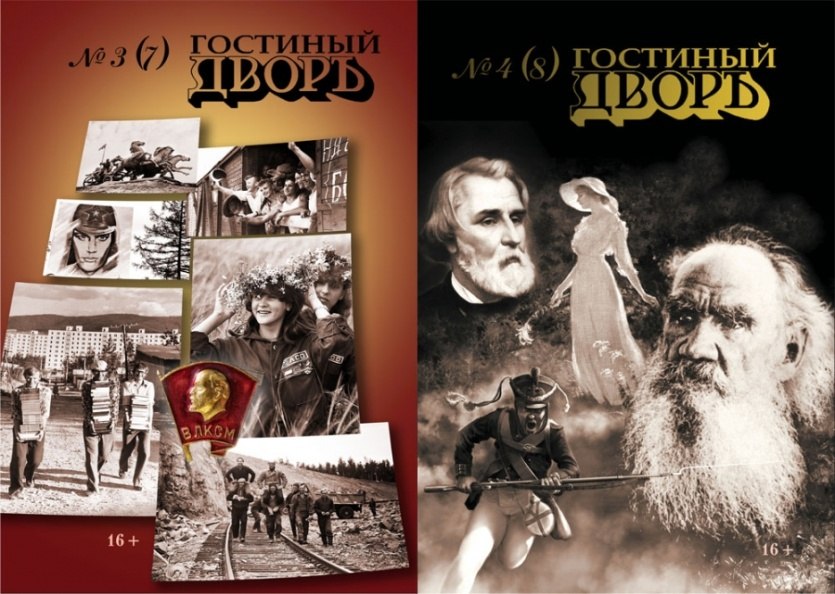 № 3 (7)
ГОСТИНЫЙ
ДВОРЪ
ВЛКСМ
16+
№ 4 (8)
ГОСТИНЫЙ
ДВОРЪ
16+